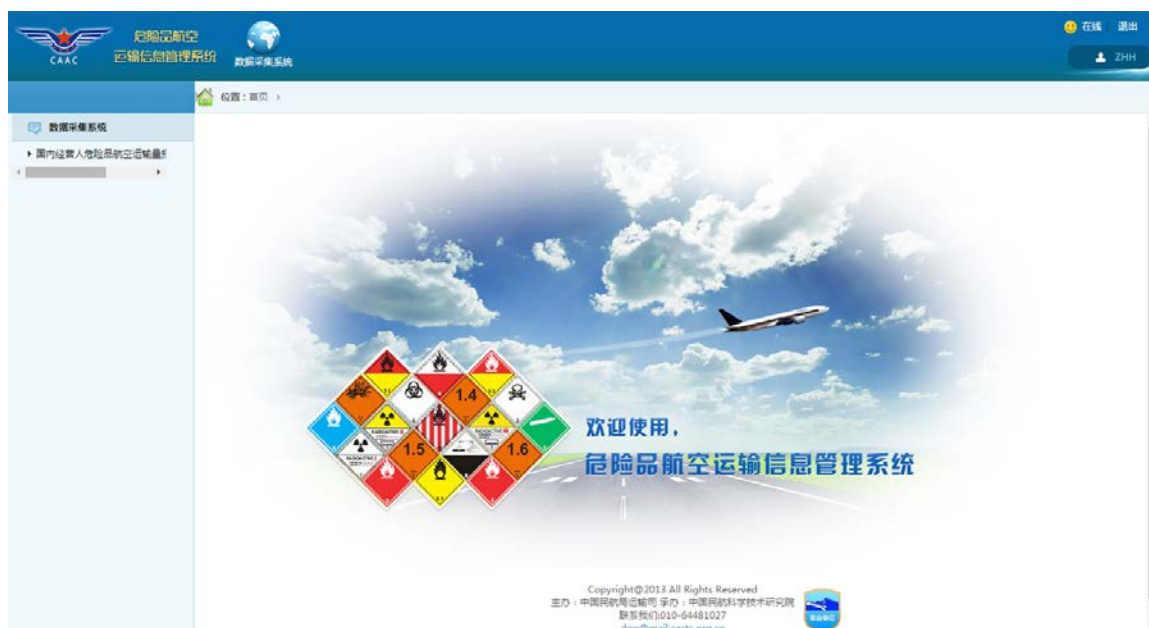 危险品航空
运输信息管理系统
CAAC
数据采集系统
在线 退出
ZHH
位置：首页 ›
数据采集系统
国内经营人危险品航空运输量
1.4
1.5
1.6
欢迎使用，
危险品航空运输信息管理系统
Copyright@2013 All Rights Reserved
主办：中国民航局运输司 承办：中国民航科学技术研究院
联系我们:010-64481027